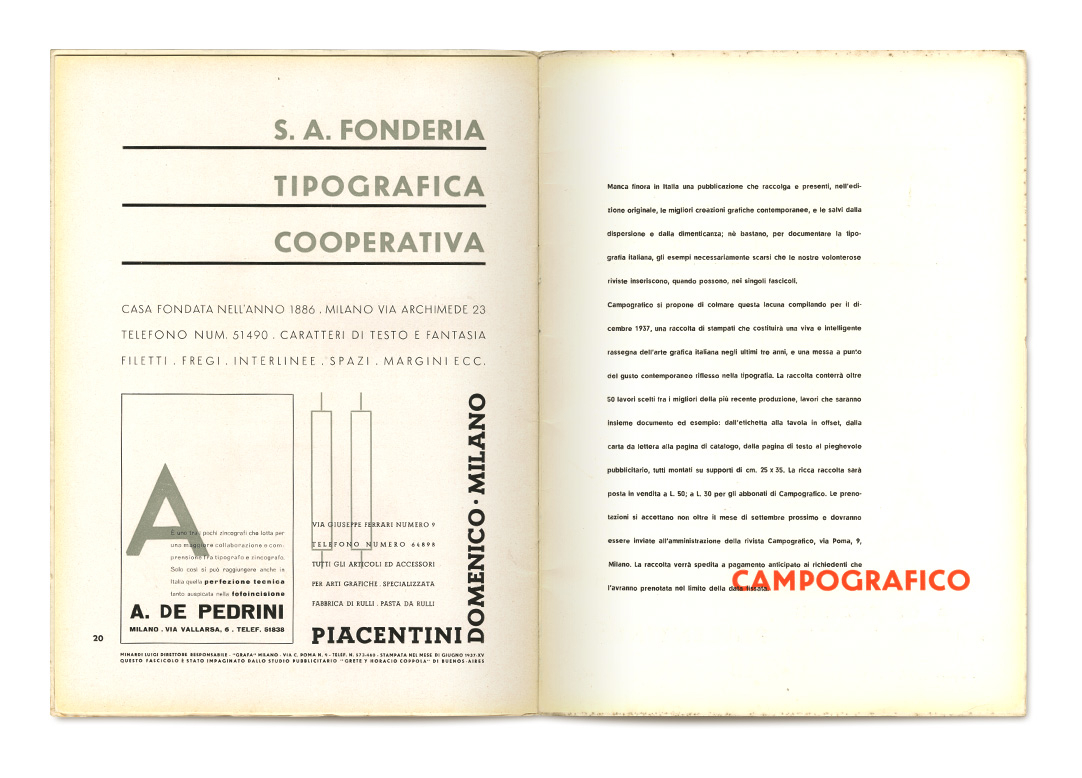 S. A. FONDERIA
TIPOGRAFICA
COOPERATIVA
CASA FONDATA NELL'ANNO 1886 . MILANO VIA ARCHIMEDE 23
TELEFONO NUM. 51490 . CARATTERI DI TESTO E FANTASIA
FILETTI . FREGI . INTERLINEE . SPAZI . MARGINI ECC.
A
È uno tra i pochi zincografi che lotta per
una maggiore collaborazione e com-
prensione fra tipografo e zincografo.
Solo così si può raggiungere anche in
Italia quella perfezione tecnica
tanto auspicata nella fotoincisione
A. DE PEDRINI
MILANO . VIA VALLARSA, 6 . TELEF. 51838
VIA GIUSEPPE FERRARI NUMERO 9
TELEFONO NUMERO 64898
TUTTI GLI ARTICOLI ED ACCESSORI
PER ARTI GRAFICHE . SPECIALIZZATA
FABBRICA DI RULLI . PASTA DA RULLI
PIACENTINI
DOMENICO · MILANO
20
MINARDI LUIGI DIRETTORE RESPONSABILE - "GRAFA" MILANO - VIA C. POMA N. 9 - TELEF. N. 573-460 - STAMPATA NEL MESE DI GIUGNO 1937-XV
QUESTO FASCICOLO È STATO IMPAGINATO DALLO STUDIO PUBBLICITARIO "GRETE Y HORACIO COPPOLA" DI BUENOS-AIRES
Manca finora in Italia una pubblicazione che raccolga e presenti, nell'edi-
zione originale, le migliori creazioni grafiche contemporanee, e le salvi dalla
dispersione e dalla dimenticanza; nè bastano, per documentare la tipo-
grafia italiana, gli esempi necessariamente scarsi che le nostre volonterose
riviste inseriscono, quando possono, nei singoli fascicoli.
Campografico si propone di colmare questa lacuna compilando per il di-
cembre 1937, una raccolta di stampati che costituirà una viva e intelligente
rassegna dell'arte grafica italiana negli ultimi tre anni, e una messa a punto
del gusto contemporaneo riflesso nella tipografia. La raccolta conterrà oltre
50 lavori scelti fra i migliori della più recente produzione, lavori che saranno
insieme documento ed esempio: dall'etichetta alla tavola in offset, dalla
carta da lettera alla pagina di catalogo, dalla pagina di testo al pieghevole
pubblicitario, tutti montati su supporti di cm. 25 x 35. La ricca raccolta sarà
posta in vendita a L. 50; a L. 30 per gli abbonati di Campografico. Le preno-
tazioni si accettano non oltre il mese di settembre prossimo e dovranno
essere inviate all'amministrazione della rivista Campografico, via Poma, 9,
Milano. La raccolta verrà spedita a pagamento anticipato ai richiedenti che
l'avranno prenotata nel limito della data fissata.
CAMPOGRAFICO